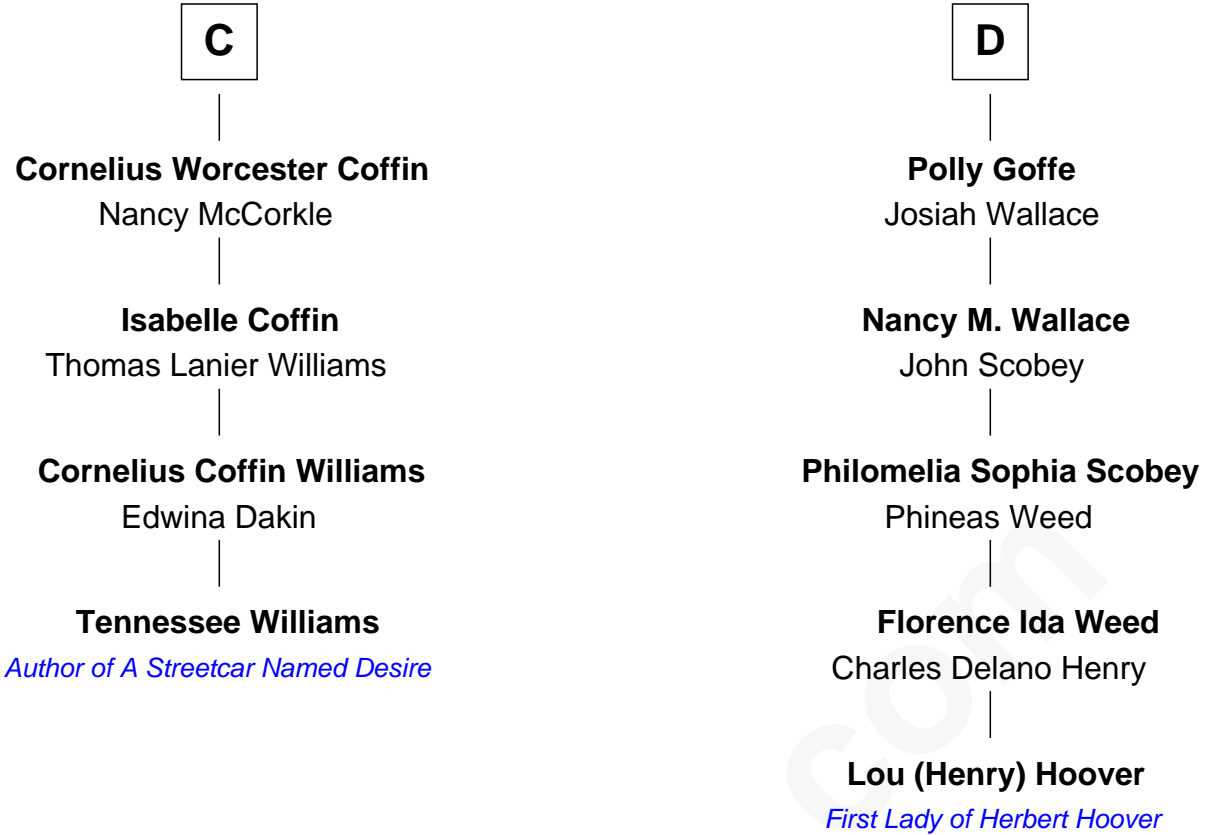 C
Cornelius Worcester Coffin
Nancy McCorkle
Isabelle Coffin
Thomas Lanier Williams
Cornelius Coffin Williams
Edwina Dakin
Tennessee Williams
Author of A Streetcar Named Desire
D
Polly Goffe
Josiah Wallace
Nancy M. Wallace
John Scobey
Philomelia Sophia Scobey
Phineas Weed
Florence Ida Weed
Charles Delano Henry
Lou (Henry) Hoover
First Lady of Herbert Hoover
com